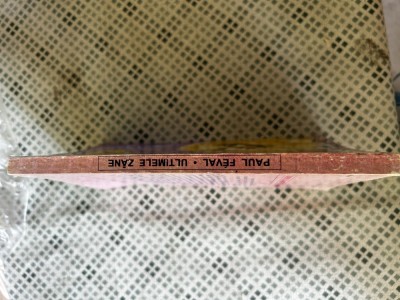 PAUL FÉVAL • ULTIMELE ZÂNE